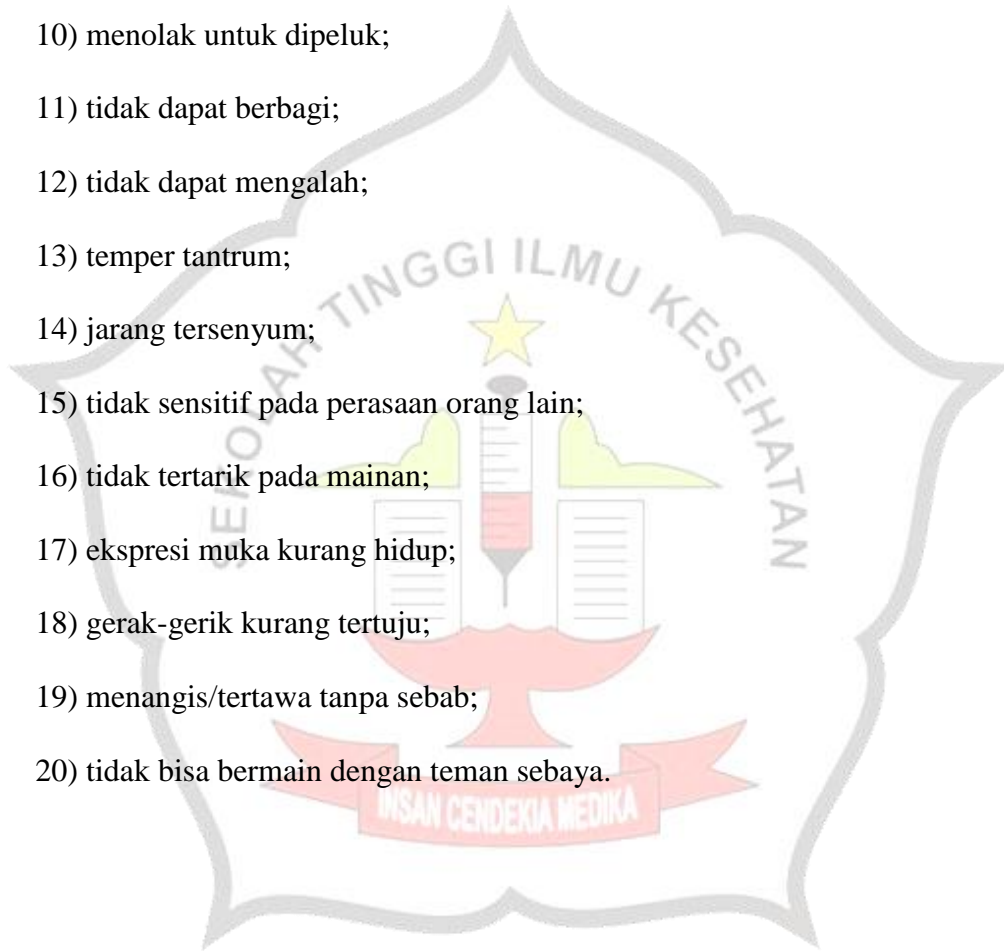 10) menolak untuk dipeluk;
11) tidak dapat berbagi;
12) tidak dapat mengalah;
13) temper tantrum;
14) jarang tersenyum;
15) tidak sensitif pada perasaan orang lain;
16) tidak tertarik pada mainan;
17) ekspresi muka kurang hidup;
18) gerak-gerik kurang tertuju;
19) menangis/tertawa tanpa sebab;
20) tidak bisa bermain dengan teman sebaya.
SEKOLAH TINGGI ILMU KESEHATAN
INSAN CENDEKIA MEDIKA